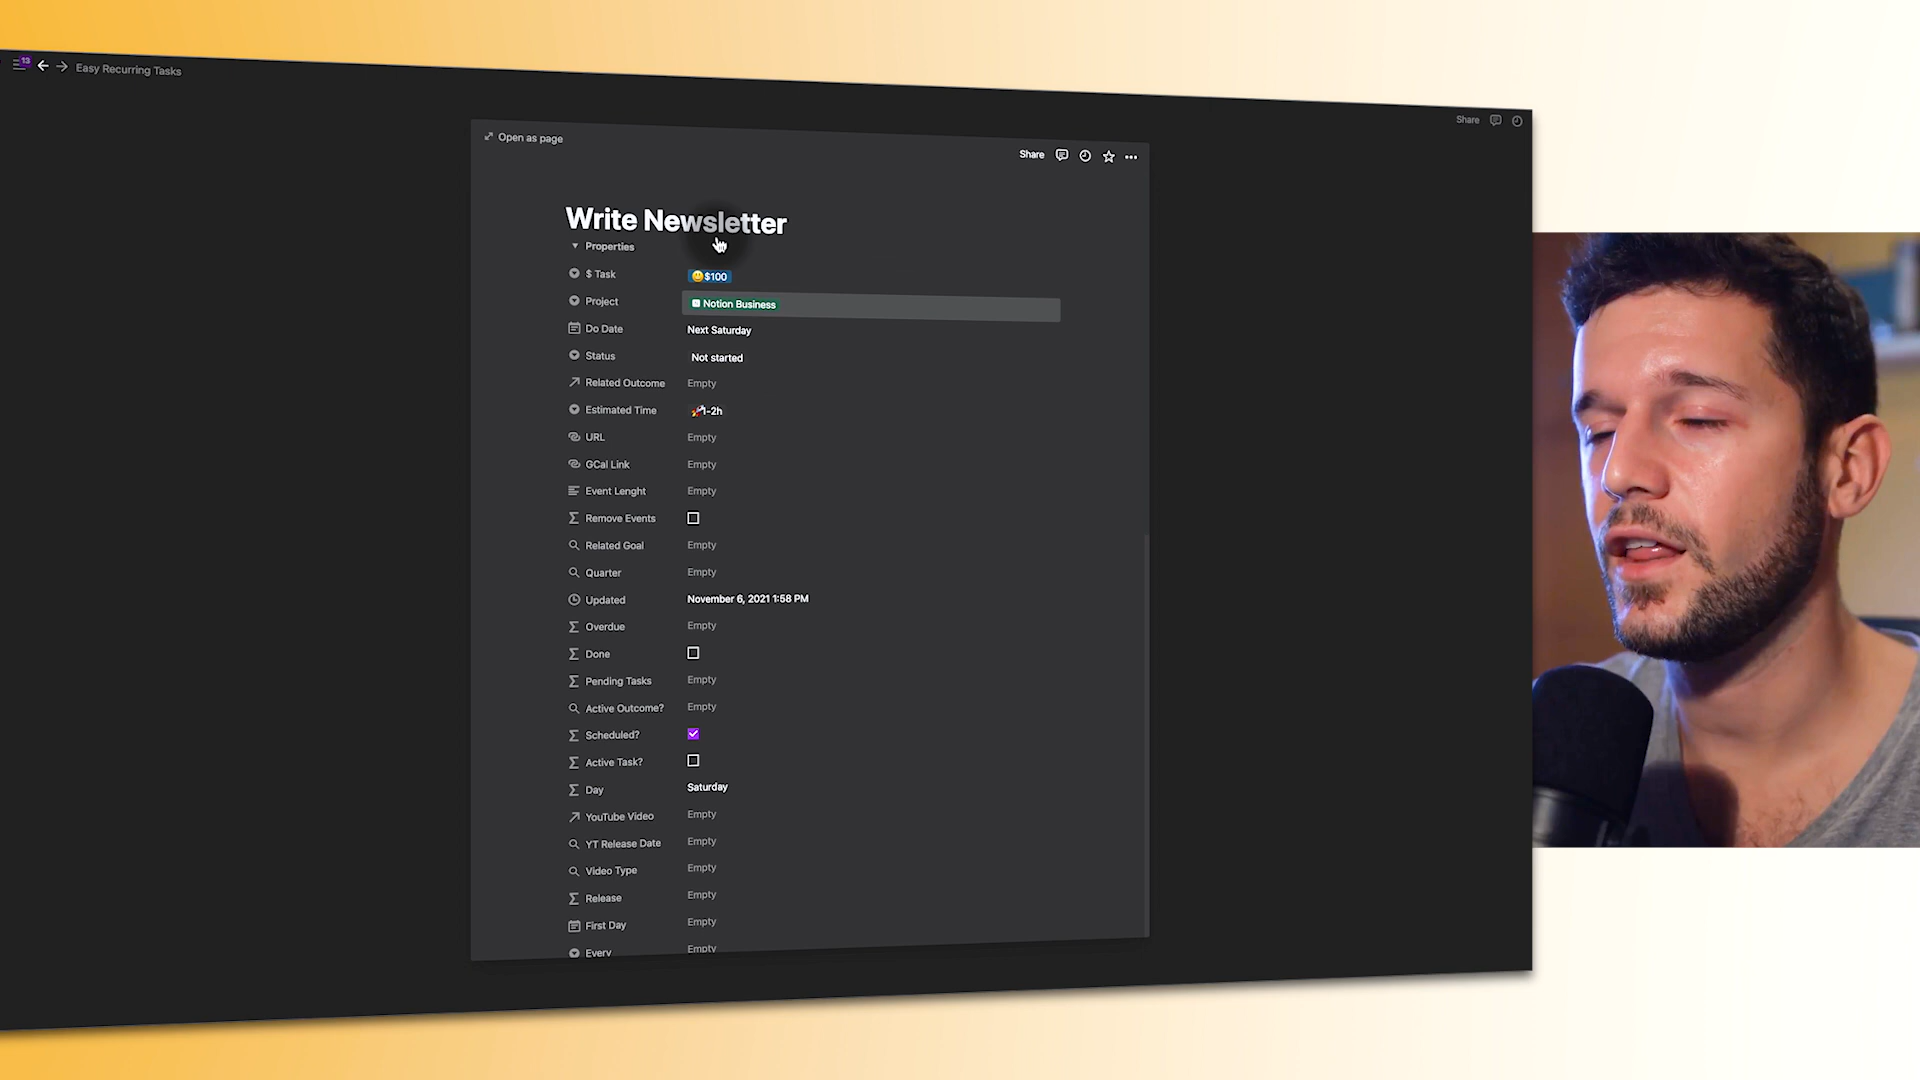 13
Easy Recurring Tasks
Share
Open as page
Share
Write Newsletter
Properties
$ Task 😃$100
Project Notion Business
Do Date Next Saturday
Status Not started
Related Outcome Empty
Estimated Time 🚀1-2h
URL Empty
GCal Link Empty
Event Lenght Empty
Remove Events
Related Goal Empty
Quarter Empty
Updated November 6, 2021 1:58 PM
Overdue Empty
Done
Pending Tasks Empty
Active Outcome? Empty
Scheduled?
Active Task?
Day Saturday
YouTube Video Empty
YT Release Date Empty
Video Type Empty
Release Empty
First Day Empty
Every Empty